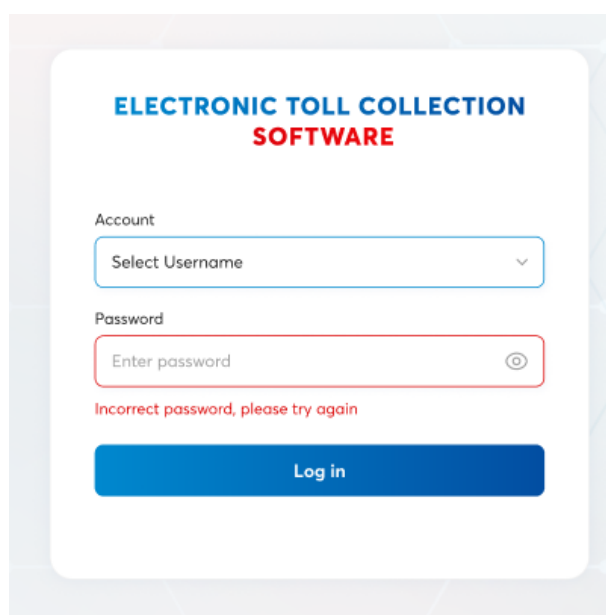 ELECTRONIC TOLL COLLECTION
SOFTWARE
Account
Select Username
Password
Enter password
Incorrect password, please try again
Log in